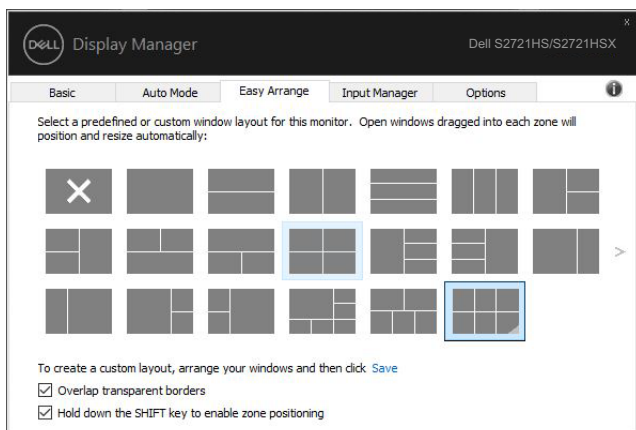 DELL Display Manager
Dell S2721HS/S2721HSX
x
Basic
Auto Mode
Easy Arrange
Input Manager
Options
i
Select a predefined or custom window layout for this monitor. Open windows dragged into each zone will
position and resize automatically:
>
To create a custom layout, arrange your windows and then click Save
Overlap transparent borders
Hold down the SHIFT key to enable zone positioning